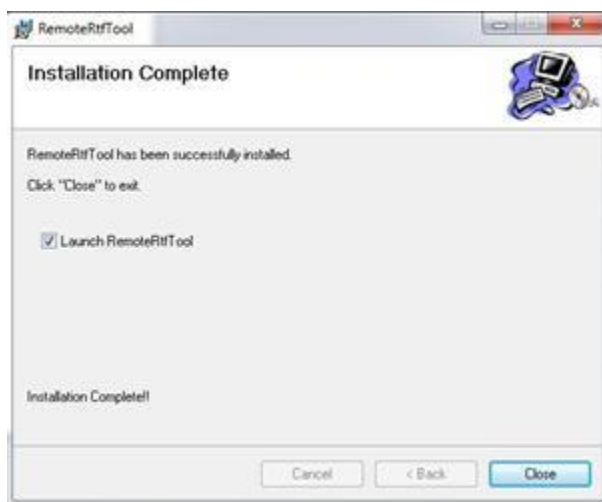 RemoteRtfTool
Installation Complete
RemoteRtfTool has been successfully installed.
Click "Close" to exit.
Launch RemoteRtfTool
Installation Complete!!
Cancel
< Back
Close